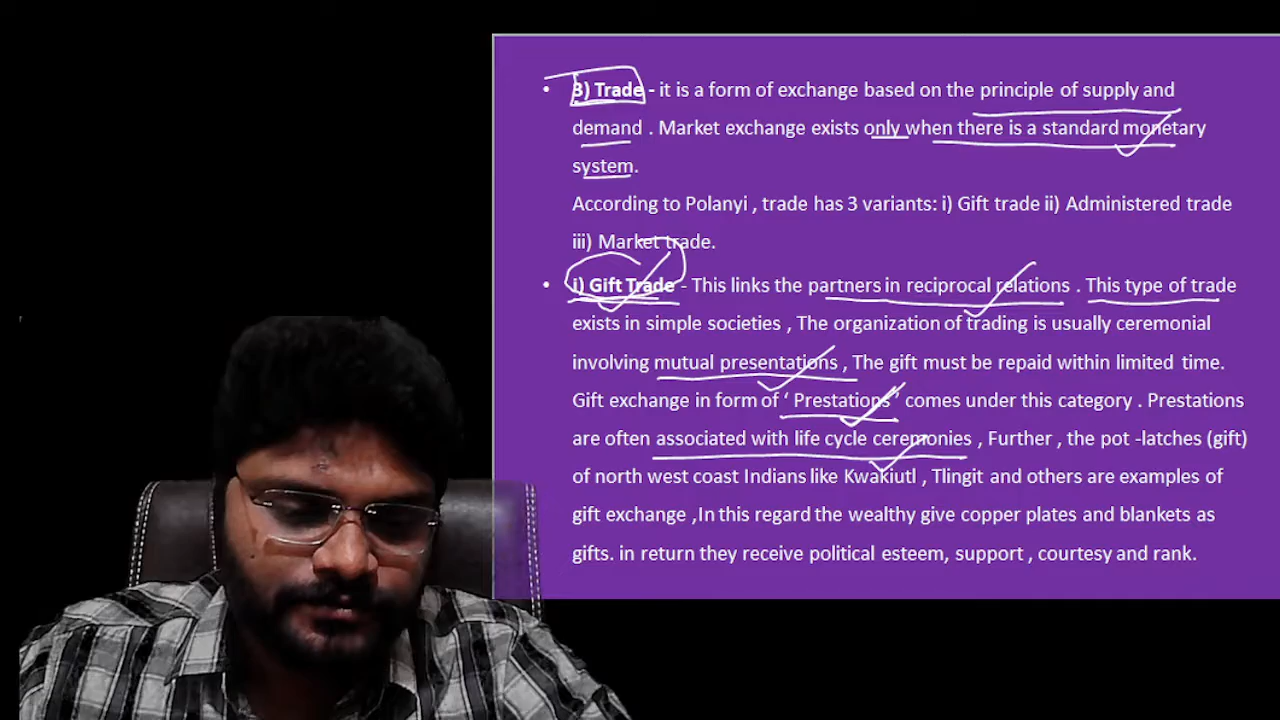 • 3) Trade - it is a form of exchange based on the principle of supply and
demand . Market exchange exists only when there is a standard monetary
system.
According to Polanyi , trade has 3 variants: i) Gift trade ii) Administered trade
iii) Market trade.
• i) Gift Trade - This links the partners in reciprocal relations . This type of trade
exists in simple societies , The organization of trading is usually ceremonial
involving mutual presentations , The gift must be repaid within limited time.
Gift exchange in form of ‘ Prestations’ comes under this category . Prestations
are often associated with life cycle ceremonies , Further , the pot -latches (gift)
of north west coast Indians like Kwakiutl , Tlingit and others are examples of
gift exchange ,In this regard the wealthy give copper plates and blankets as
gifts. in return they receive political esteem, support , courtesy and rank.